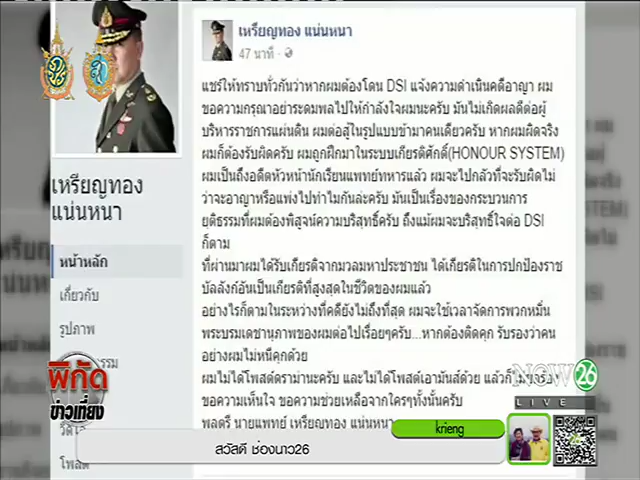 เหรียญทอง แน่นหนา
47 นาที
แชร์ให้ทราบทั่วกันว่าหากผมต้องโดน DSI แจ้งความดำเนินคดีอาญา ผม
ขอความกรุณาอย่าระดมพลไปให้กำลังใจผมนะครับ มันไม่เกิดผลดีต่อผู้
บริหารราชการแผ่นดิน ผมต่อสู้ในรูปแบบข้ามาคนเดียวครับ หากผมผิดจริง
ผมก็ต้องรับผิดครับ ผมถูกฝึกมาในระบบเกียรติศักดิ์(HONOUR SYSTEM)
ผมเป็นถึงอดีตหัวหน้านักเรียนแพทย์ทหารแล้ว ผมจะไปกลัวที่จะรับผิดไม่
ว่าจะอาญาหรือแพ่งไปทำไมกันล่ะครับ มันเป็นเรื่องของกระบวนการ
ยุติธรรมที่ผมต้องพิสูจน์ความบริสุทธิ์ครับ ถึงแม้ผมจะบริสุทธิ์ใจต่อ DSI
ก็ตาม
ที่ผ่านมาผมได้รับเกียรติจากมวลมหาประชาชน ได้เกียรติในการปกป้องราช
บัลลังก์อันเป็นเกียรติที่สูงสุดในชีวิตของผมแล้ว
อย่างไรก็ตามในระหว่างที่คดียังไม่ถึงที่สุด ผมจะใช้เวลาจัดการพวกหมิ่น
พระบรมเดชานุภาพของผมต่อไปเรื่อยๆครับ...หากต้องติดคุก รับรองว่าคน
อย่างผมไม่หนีคุกด้วย
ผมไม่ได้โพสต์ดราม่านะครับ และไม่ได้โพสต์เอามันส์ด้วย แล้วก็ไม่ขอร้อง
ขอความเห็นใจ ขอความช่วยเหลือจากใครๆทั้งนั้นครับ
พลตรี นายแพทย์ เหรียญทอง แน่นหนา
เหรียญทอง
แน่นหนา
หน้าหลัก
เกี่ยวกับ
รูปภาพ
โพสต์
พิกัด
ข่าวเที่ยง
NOW26
LIVE
krieng
สวัสดี ช่องนาว26